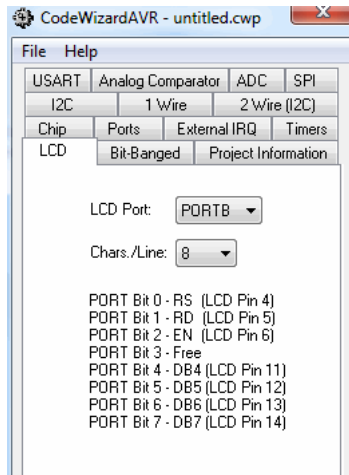 CodeWizardAVR - untitled.cwp
File Help
USART Analog Comparator ADC SPI
I2C 1 Wire 2 Wire (I2C)
Chip Ports External IRQ Timers
LCD Bit-Banged Project Information
LCD Port: PORTB
Chars./Line: 8
PORT Bit 0 - RS (LCD Pin 4)
PORT Bit 1 - RD (LCD Pin 5)
PORT Bit 2 - EN (LCD Pin 6)
PORT Bit 3 - Free
PORT Bit 4 - DB4 (LCD Pin 11)
PORT Bit 5 - DB5 (LCD Pin 12)
PORT Bit 6 - DB6 (LCD Pin 13)
PORT Bit 7 - DB7 (LCD Pin 14)